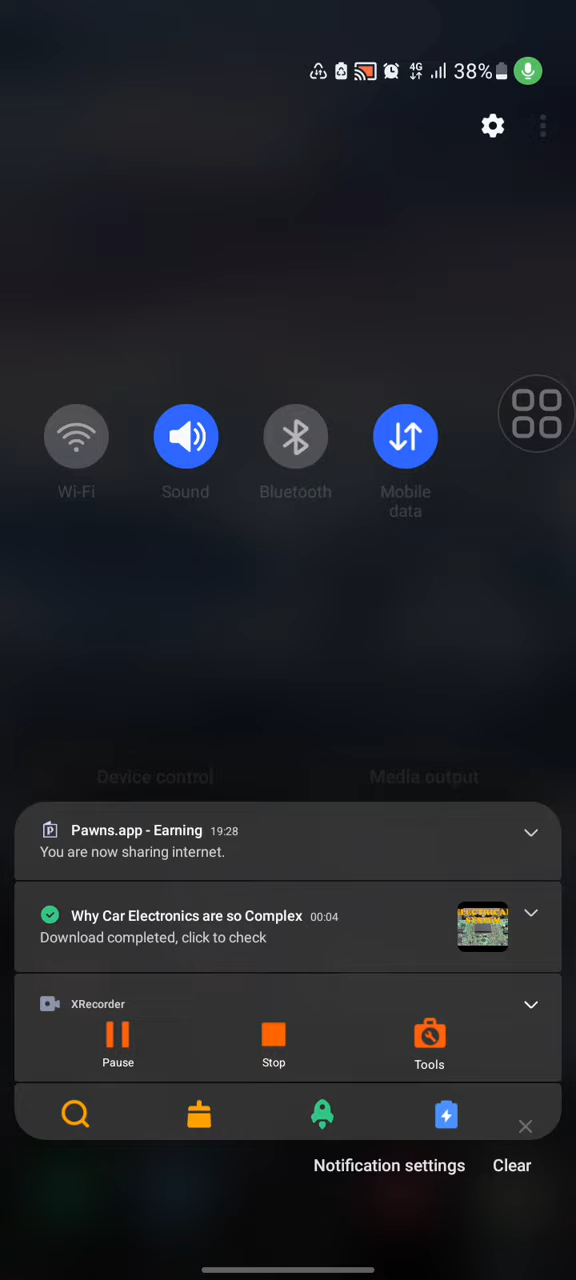 4G 38%
Wi-Fi Sound Bluetooth Mobile data
Device control Media output
Pawns.app - Earning 19:28
You are now sharing internet.
Why Car Electronics are so Complex 00:04
Download completed, click to check
XRecorder
Pause Stop Tools
Notification settings Clear